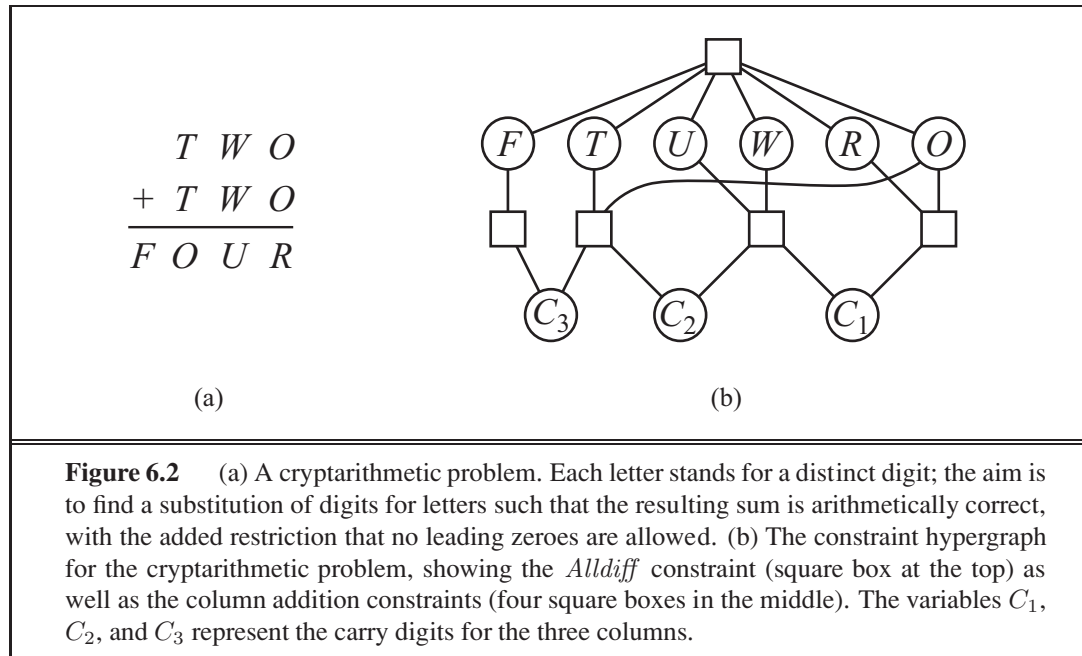 T W O
+ T W O
F O U R
(a)
F T U W R O
C3 C2 C1
(b)
Figure 6.2 (a) A cryptarithmetic problem. Each letter stands for a distinct digit; the aim is
to find a substitution of digits for letters such that the resulting sum is arithmetically correct,
with the added restriction that no leading zeroes are allowed. (b) The constraint hypergraph
for the cryptarithmetic problem, showing the Alldiff constraint (square box at the top) as
well as the column addition constraints (four square boxes in the middle). The variables C1,
C2, and C3 represent the carry digits for the three columns.